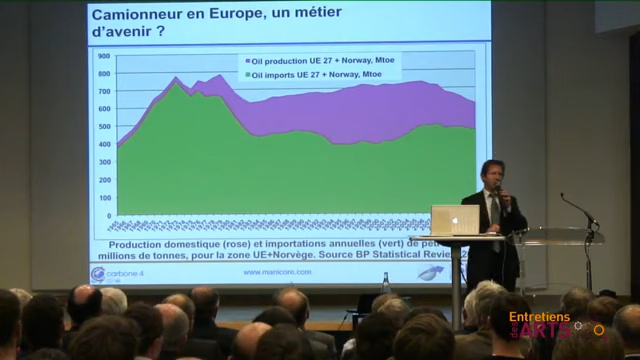 Camionneur en Europe, un métier
d'avenir ?
900
800
700
600
500
400
300
200
100
0
Oil production UE 27 + Norway, Mtoe
Oil imports UE 27 + Norway, Mtoe
Production domestique (rose) et importations annuelles (vert) de
millions de tonnes, pour la zone UE+Norvège. Source BP Statistical
carbone 4
www.manicore.com
Entretiens
des ARTS